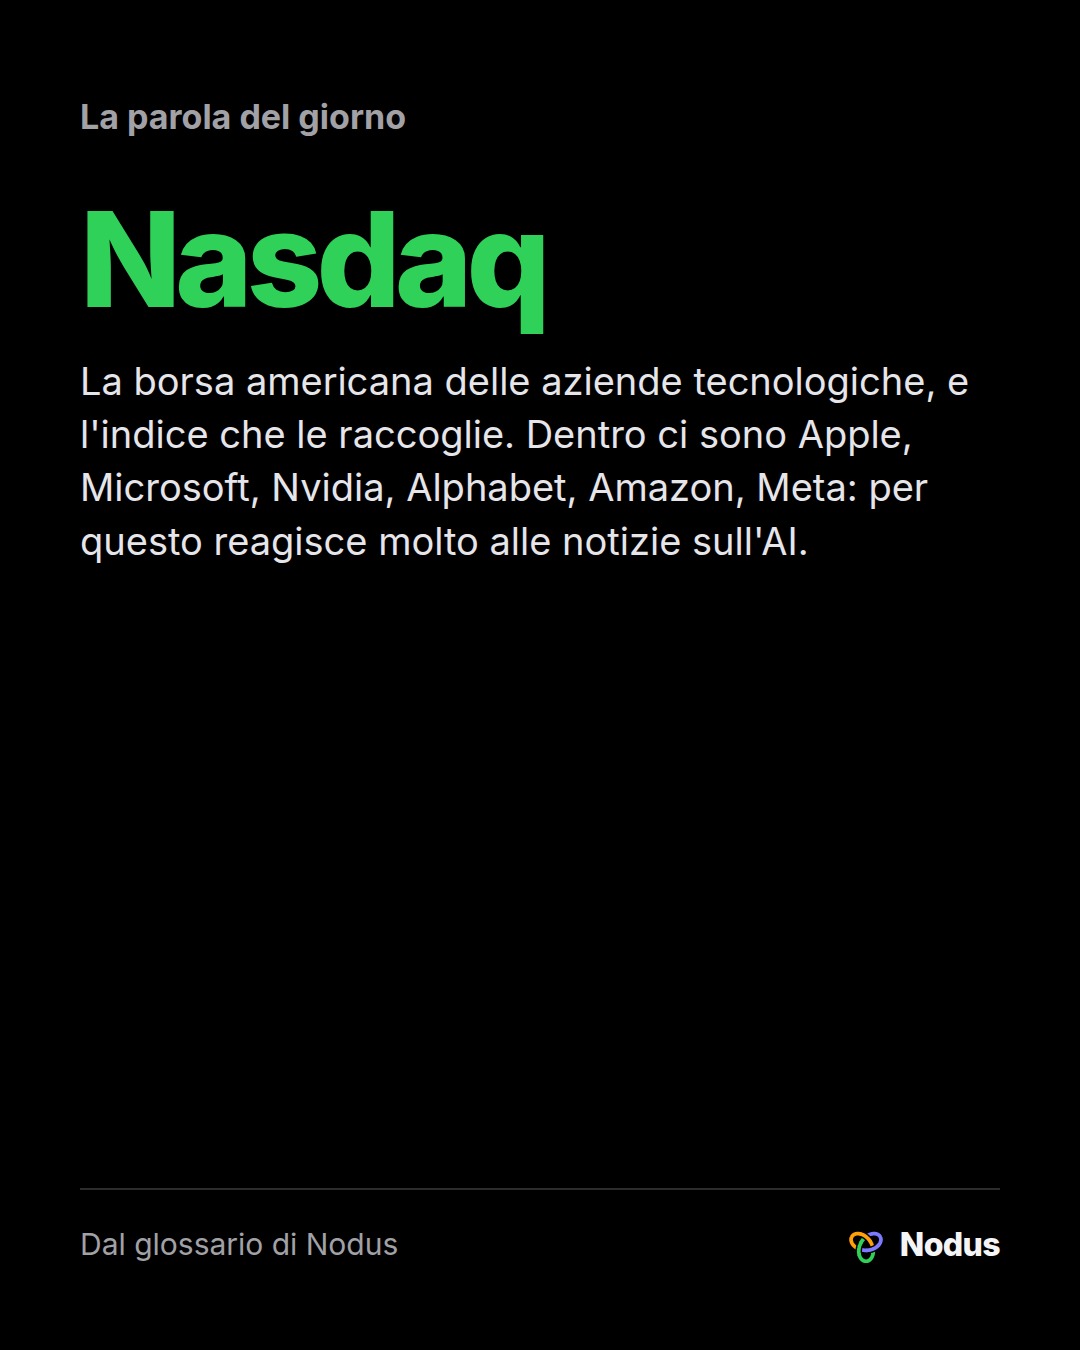 La parola del giorno
Nasdaq
La borsa americana delle aziende tecnologiche, e
l'indice che le raccoglie. Dentro ci sono Apple,
Microsoft, Nvidia, Alphabet, Amazon, Meta: per
questo reagisce molto alle notizie sull'AI.
Dal glossario di Nodus
Nodus